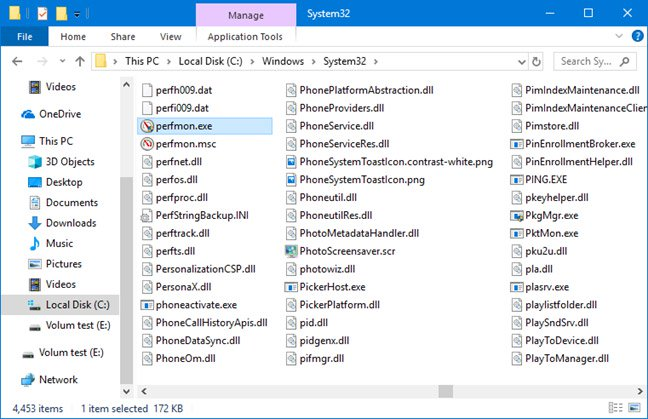 Manage
System32
File
Home
Share
View
Application Tools
This PC
Local Disk (C:)
Windows
System32
Search Sy...
Videos
OneDrive
This PC
3D Objects
Desktop
Documents
Downloads
Music
Pictures
Videos
Local Disk (C:)
Volum test (E:)
Volum test (E:)
Network
perfh009.dat
perfi009.dat
perfmon.exe
perfmon.msc
perfnet.dll
perfos.dll
perfproc.dll
PerfStringBackup.INI
perftrack.dll
perfts.dll
PersonalizationCSP.dll
PersonaX.dll
phoneactivate.exe
PhoneCallHistoryApis.dll
PhoneDataSync.dll
PhoneOm.dll
PhonePlatformAbstraction.dll
PhoneProviders.dll
PhoneService.dll
PhoneServiceRes.dll
PhoneSystemToastIcon.contrast-white.png
PhoneSystemToastIcon.png
Phoneutil.dll
PhoneutilRes.dll
PhotoMetadataHandler.dll
PhotoScreensaver.scr
photowiz.dll
PickerHost.exe
PickerPlatform.dll
pid.dll
pidgenx.dll
pifmgr.dll
PimIndexMaintenance.dll
PimIndexMaintenanceClien
Pimstore.dll
PinEnrollmentBroker.exe
PinEnrollmentHelper.dll
PING.EXE
pkeyhelper.dll
PkgMgr.exe
PktMon.exe
pku2u.dll
pla.dll
plasrv.exe
playlistfolder.dll
PlaySndSrv.dll
PlayToDevice.dll
PlayToManager.dll
4,453 items
1 item selected 172 KB